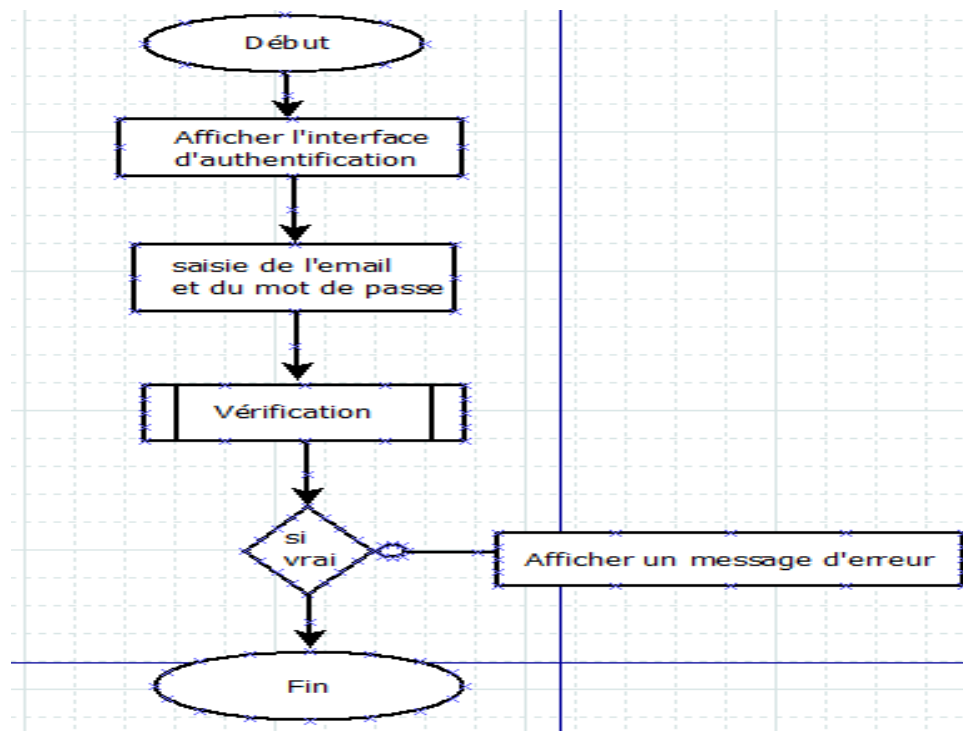 Début
Afficher l'interface
d'authentification
saisie de l'email
et du mot de passe
Vérification
si
vrai
Afficher un message d'erreur
Fin